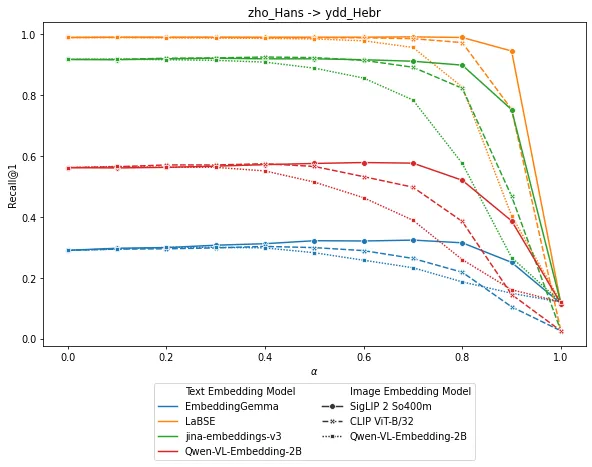 zho_Hans -> ydd_Hebr
Recall@1
1.0
0.8
0.6
0.4
0.2
0.0
0.0 0.2 0.4 0.6 0.8 1.0
α
Text Embedding Model
EmbeddingGemma
LaBSE
jina-embeddings-v3
Qwen-VL-Embedding-2B
Image Embedding Model
SigLIP 2 So400m
CLIP ViT-B/32
Qwen-VL-Embedding-2B